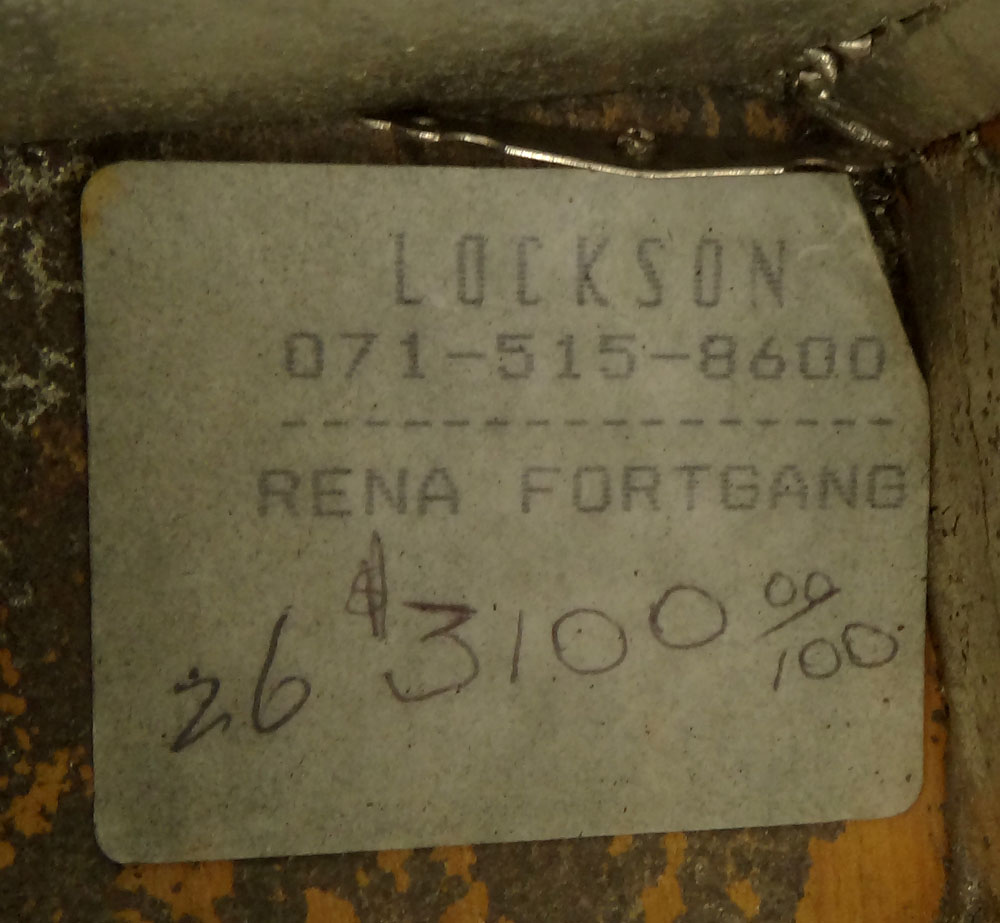 LOCKSON
071-515-8600
-----------------
RENA FORTGANG
26 $3100 00/100